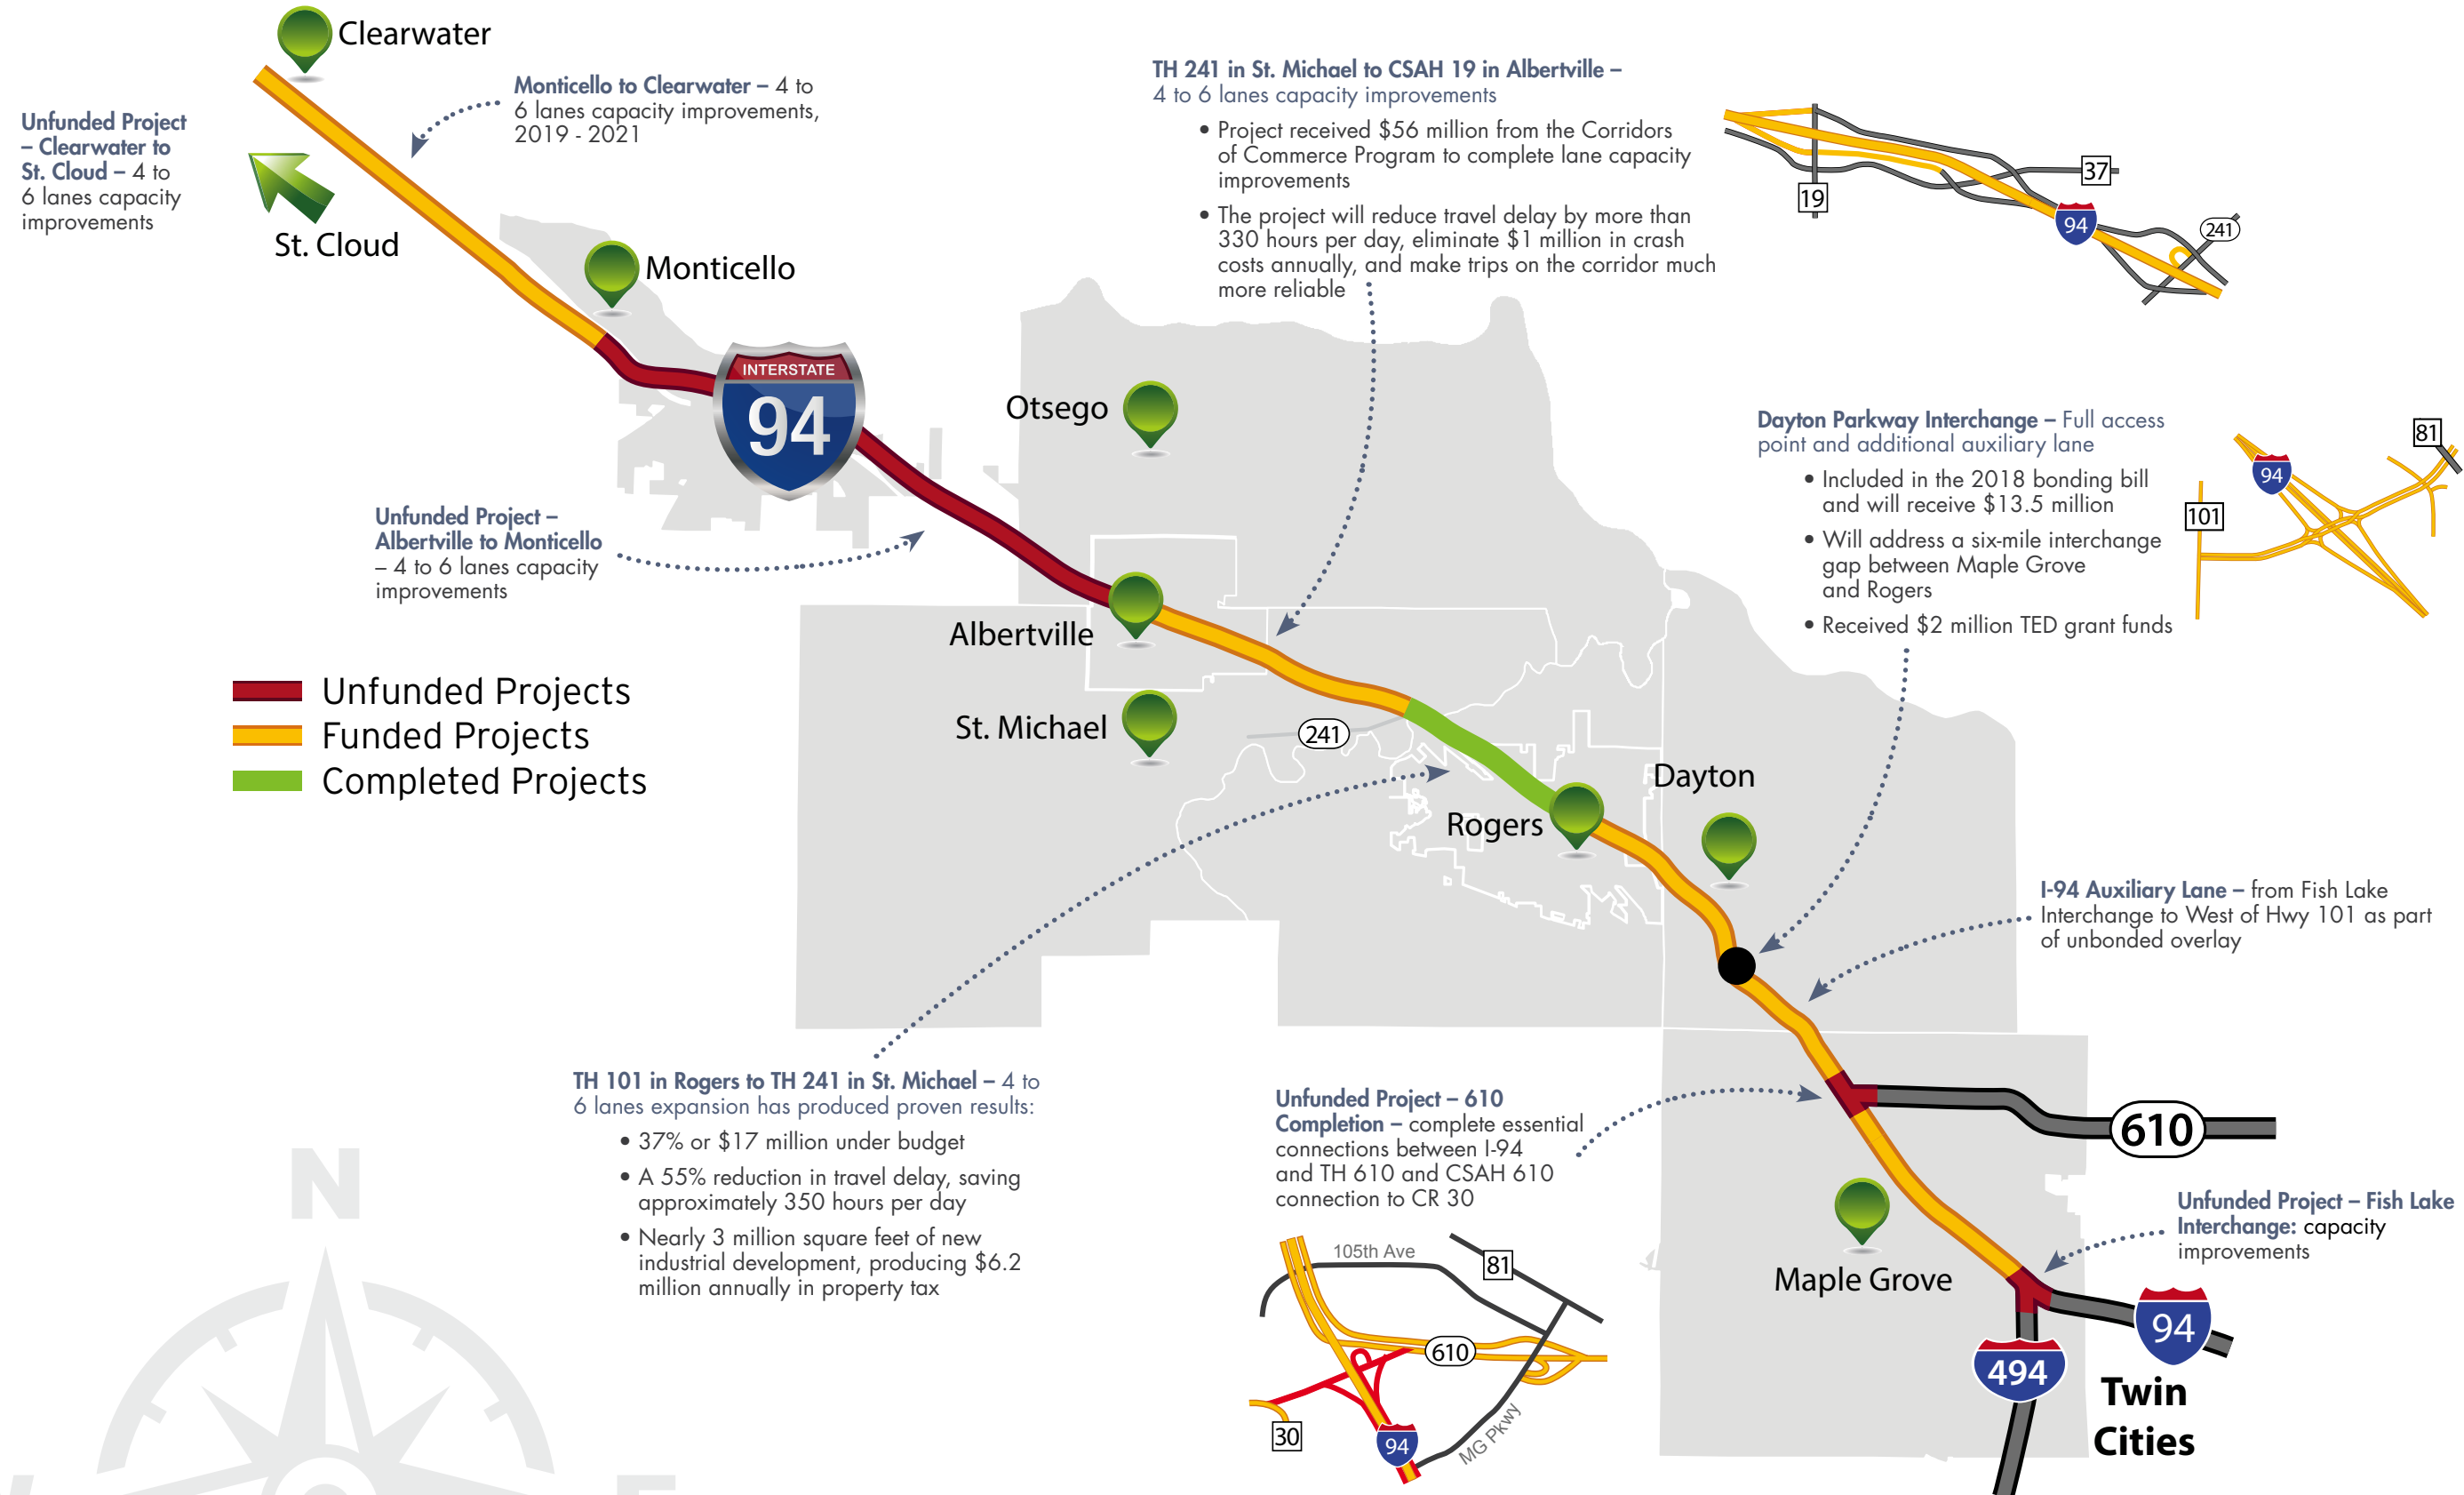 Clearwater
Unfunded Project
– Clearwater to
St. Cloud – 4 to
6 lanes capacity
improvements
St. Cloud
Monticello to Clearwater – 4 to
6 lanes capacity improvements,
2019 - 2021
Monticello
TH 241 in St. Michael to CSAH 19 in Albertville –
4 to 6 lanes capacity improvements
• Project received $56 million from the Corridors
of Commerce Program to complete lane capacity
improvements
• The project will reduce travel delay by more than
330 hours per day, eliminate $1 million in crash
costs annually, and make trips on the corridor much
more reliable
19
37
94
241
INTERSTATE
94
Otsego
Dayton Parkway Interchange – Full access
point and additional auxiliary lane
• Included in the 2018 bonding bill
and will receive $13.5 million
• Will address a six-mile interchange
gap between Maple Grove
and Rogers
• Received $2 million TED grant funds
81
94
101
Unfunded Project –
Albertville to Monticello
– 4 to 6 lanes capacity
improvements
Albertville
St. Michael
241
Unfunded Projects
Funded Projects
Completed Projects
Rogers
Dayton
I-94 Auxiliary Lane – from Fish Lake
Interchange to West of Hwy 101 as part
of unbonded overlay
TH 101 in Rogers to TH 241 in St. Michael – 4 to
6 lanes expansion has produced proven results:
• 37% or $17 million under budget
• A 55% reduction in travel delay, saving
approximately 350 hours per day
• Nearly 3 million square feet of new
industrial development, producing $6.2
million annually in property tax
Unfunded Project – 610
Completion – complete essential
connections between I-94
and TH 610 and CSAH 610
connection to CR 30
610
Unfunded Project – Fish Lake
Interchange: capacity
improvements
Maple Grove
105th Ave
81
610
30
94
MG Pkwy
94
494
Twin
Cities
N